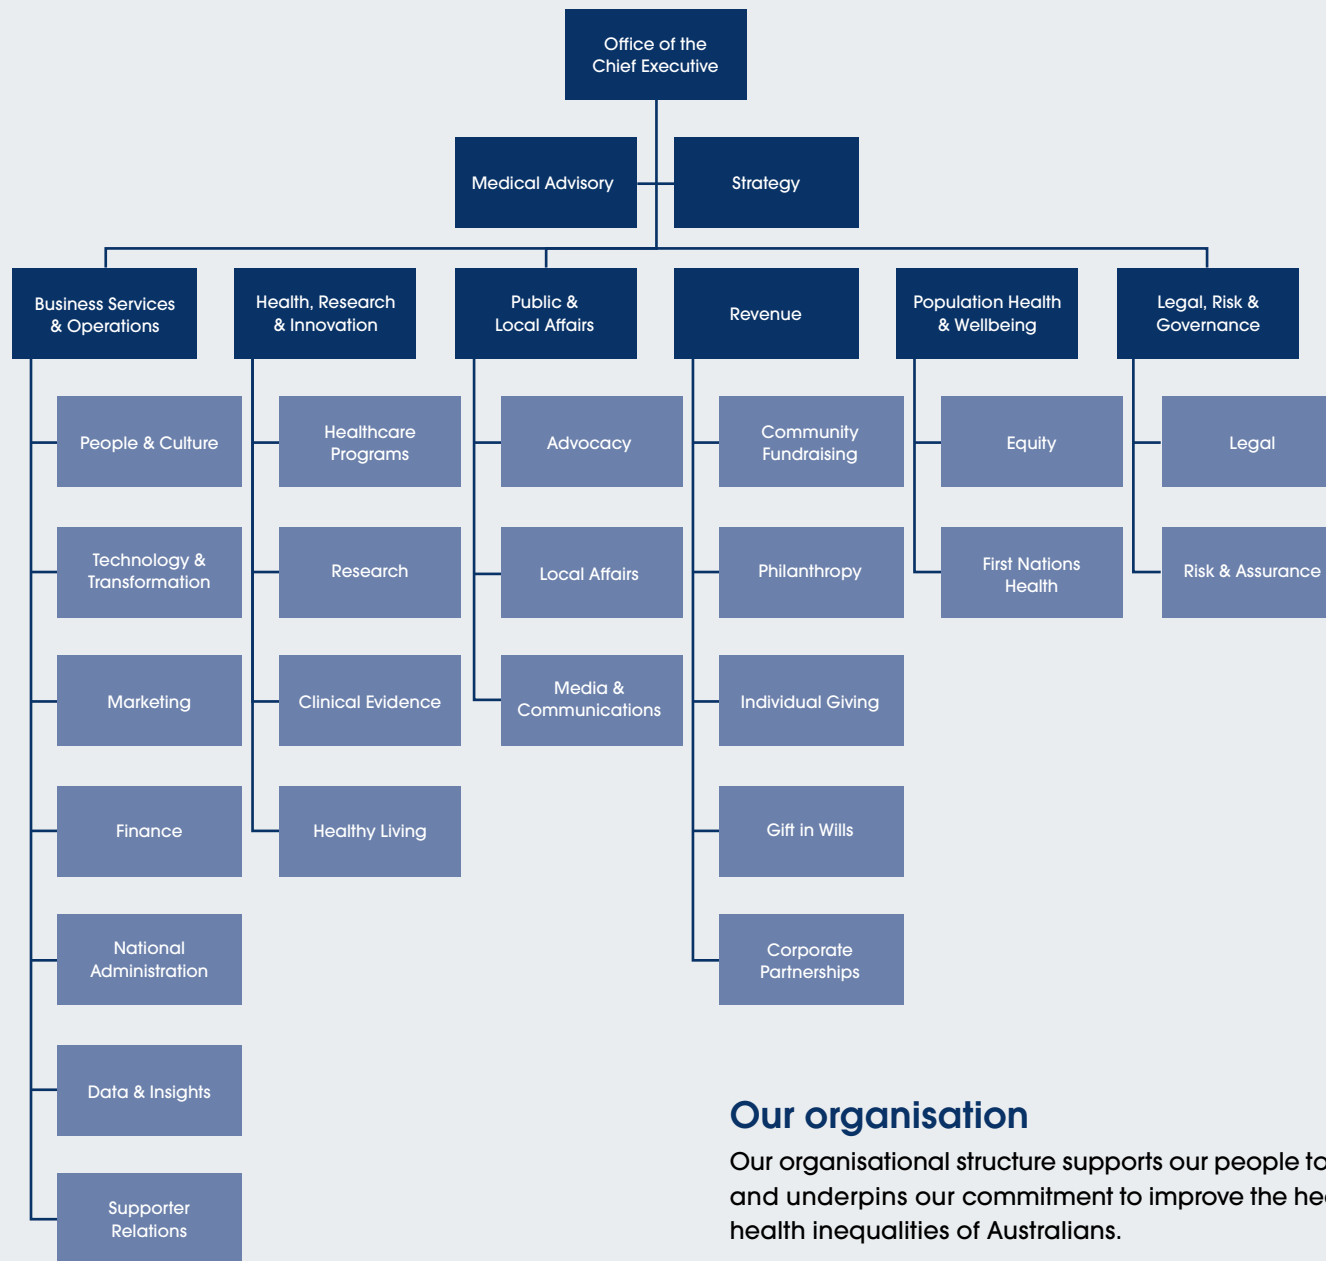 Office of the
Chief Executive
Medical Advisory
Strategy
Business Services
& Operations
Health, Research
& Innovation
Public &
Local Affairs
Revenue
Population Health
& Wellbeing
Legal, Risk &
Governance
People & Culture
Healthcare
Programs
Advocacy
Community
Fundraising
Equity
Legal
Technology &
Transformation
Research
Local Affairs
Philanthropy
First Nations
Health
Risk & Assurance
Marketing
Clinical Evidence
Media &
Communications
Individual Giving
Finance
Healthy Living
Gift in Wills
National
Administration
Corporate
Partnerships
Data & Insights
Supporter
Relations
Our organisation
Our organisational structure supports our people to
and underpins our commitment to improve the
health inequalities of Australians.